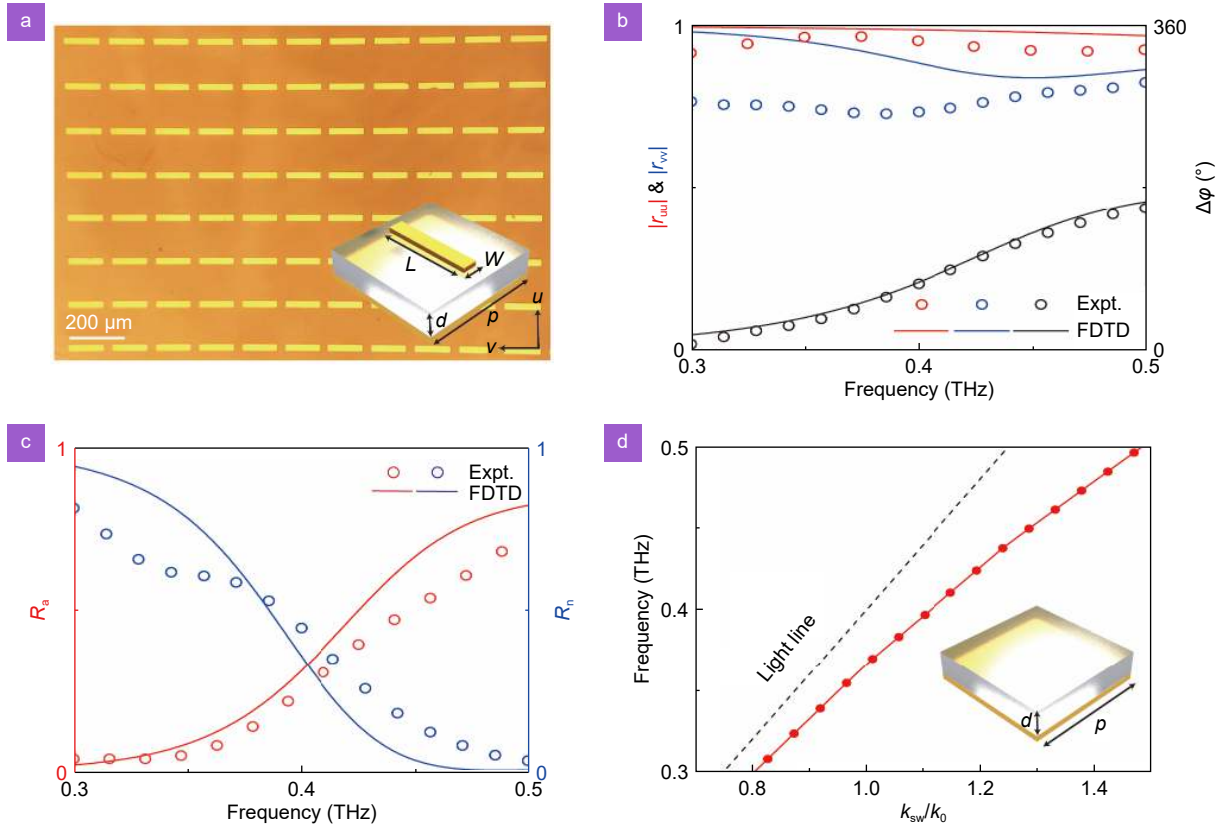 a
200 μm
L
W
d
p
u
v
b
1
360
|r_uu| & |r_vv|
Δφ (°)
Expt.
FDTD
0
0
0.3
0.4
0.5
Frequency (THz)
c
1
1
Expt.
FDTD
R_a
R_n
0
0
0.3
0.4
0.5
Frequency (THz)
d
0.5
0.4
0.3
Frequency (THz)
Light line
d
p
0.8
1.0
1.2
1.4
k_sw/k_0